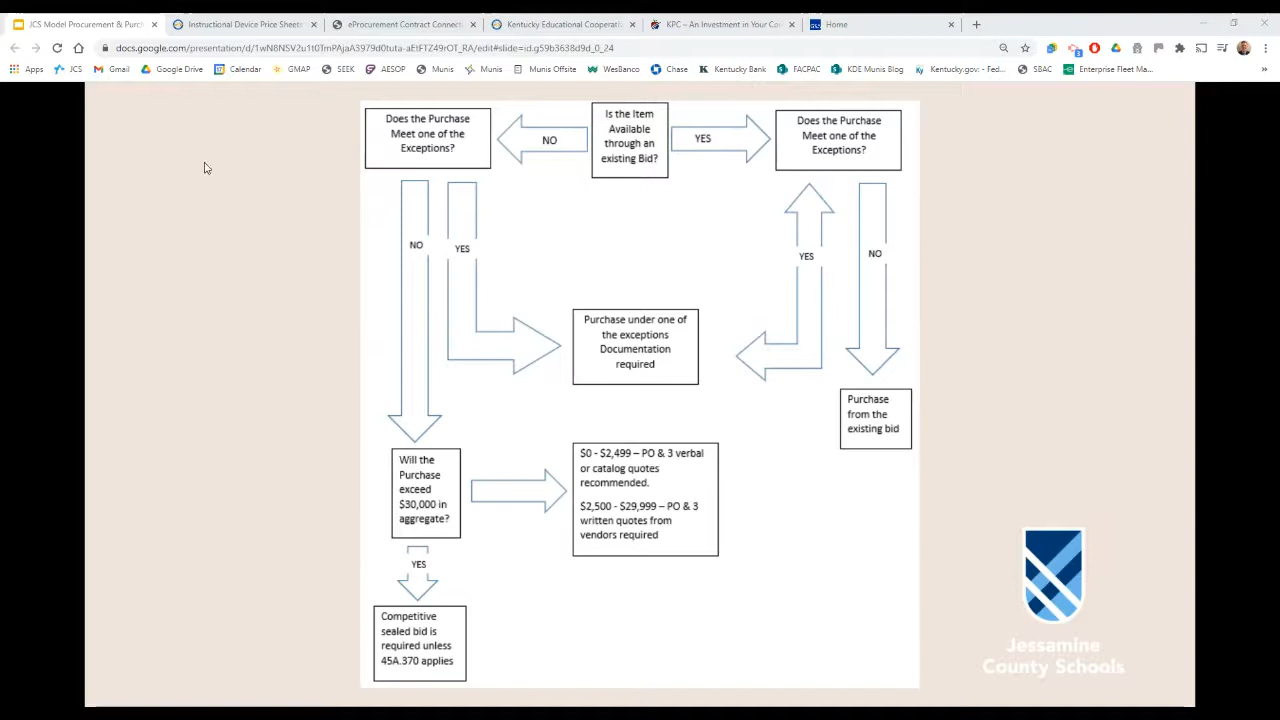 JCS Model Procurement & Purch
Instructional Device Price Sheets
eProcurement Contract Connecti
Kentucky Educational Cooperati
KPC – An Investment in Your Co
Home
docs.google.com/presentation/d/1wN8NSV2u1t0TmPAjaA3979d0tuta-aEtFTZ49rOT_RA/edit#slide=id.g59b3638d9d_0_24
Apps
JCS
Gmail
Google Drive
Calendar
GMAP
SEEK
AESOP
Munis
Munis
Munis Offsite
WesBanco
Chase
Kentucky Bank
FACPAC
KDE Munis Blog
Kentucky.gov: - Fed...
SBAC
Enterprise Fleet Ma...
Does the Purchase
Meet one of the
Exceptions?
NO
Is the Item
Available
through an
existing Bid?
YES
Does the Purchase
Meet one of the
Exceptions?
NO
YES
YES
NO
Purchase under one of
the exceptions
Documentation
required
Purchase
from the
existing bid
Will the
Purchase
exceed
$30,000 in
aggregate?
$0 - $2,499 – PO & 3 verbal
or catalog quotes
recommended.
$2,500 - $29,999 – PO & 3
written quotes from
vendors required
YES
Competitive
sealed bid is
required unless
45A.370 applies
Jessamine
County Schools